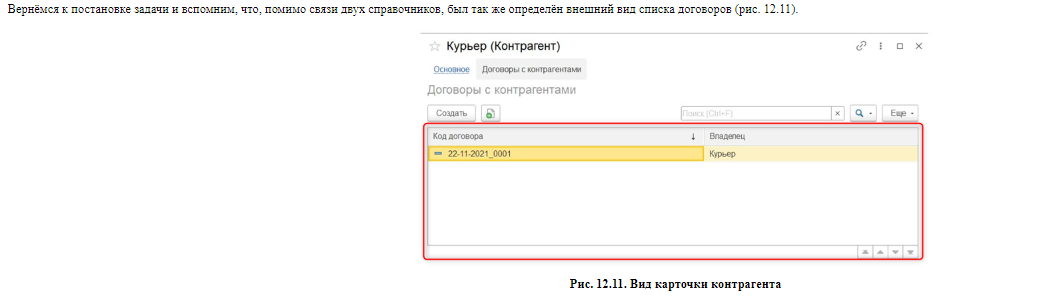 Вернёмся к постановке задачи и вспомним, что, помимо связи двух справочников, был так же определён внешний вид списка договоров (рис. 12.11).
Курьер (Контрагент)
Основное Договоры с контрагентами
Договоры с контрагентами
Создать Поиск (Ctrl+F) Еще
Код договора Владелец
22-11-2021_0001 Курьер
Рис. 12.11. Вид карточки контрагента